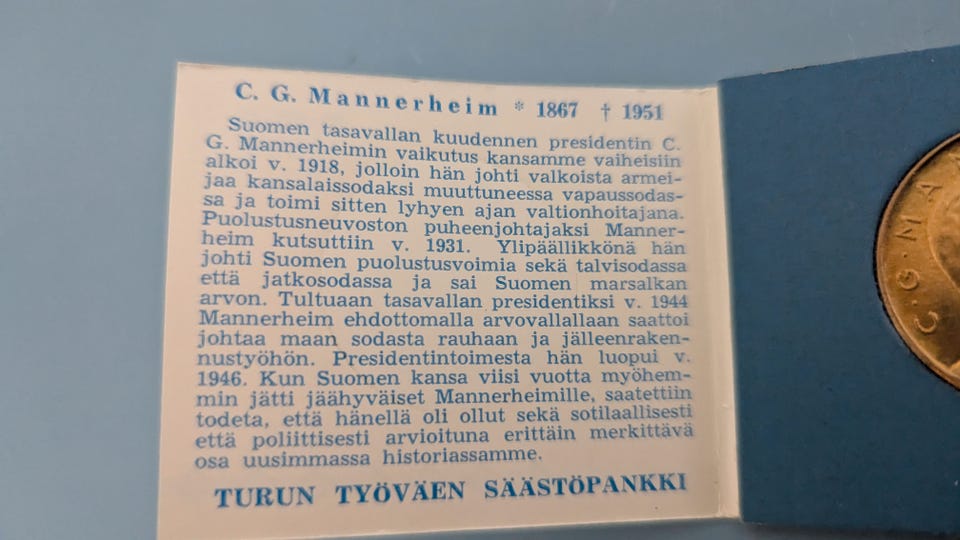 C. G. Mannerheim * 1867 † 1951
Suomen tasavallan kuudennen presidentin C.
G. Mannerheimin vaikutus kansamme vaiheisiin
alkoi v. 1918, jolloin hän johti valkoista armei-
jaa kansalaissodaksi muuttuneessa vapaussodas-
sa ja toimi sitten lyhyen ajan valtionhoitajana.
Puolustusneuvoston puheenjohtajaksi Manner-
heim kutsuttiin v. 1931. Ylipäällikkönä hän
johti Suomen puolustusvoimia sekä talvisodassa
että jatkosodassa ja sai Suomen marsalkan
arvon. Tultuaan tasavallan presidentiksi v. 1944
Mannerheim ehdottomalla arvovallallaan saattoi
johtaa maan sodasta rauhaan ja jälleenraken-
nustyöhön. Presidentintoimesta hän luopui v.
1946. Kun Suomen kansa viisi vuotta myöhem-
min jätti jäähyväiset Mannerheimille, saatettiin
todeta, että hänellä oli ollut sekä sotilaallisesti
että poliittisesti arvioituna erittäin merkittävä
osa uusimmassa historiassamme.
TURUN TYÖVÄEN SÄÄSTÖPANKKI
C·G·MA